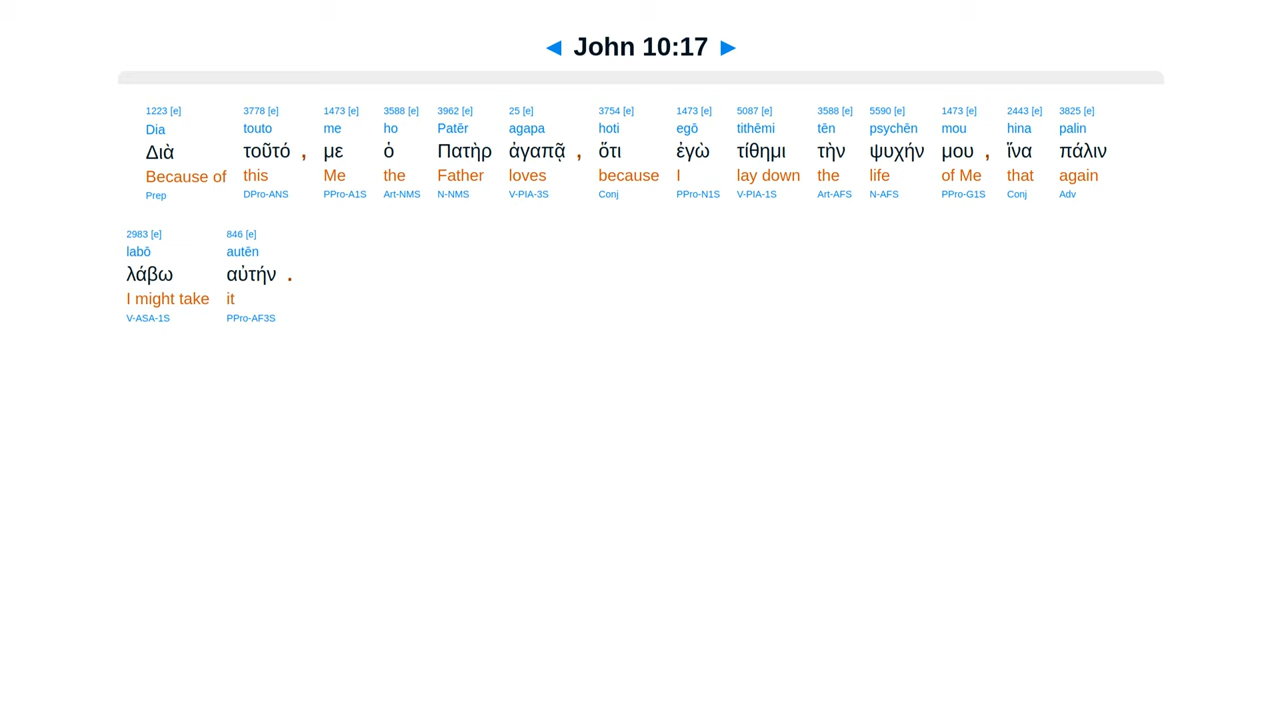 ◄ John 10:17 ►
1223 [e] 3778 [e] 1473 [e] 3588 [e] 3962 [e] 25 [e] 3754 [e] 1473 [e] 5087 [e] 3588 [e] 5590 [e] 1473 [e] 2443 [e] 3825 [e]
Dia touto me ho Patēr agapa hoti egō tithēmi tēn psychēn mou hina palin
Διὰ τοῦτό , με ὁ Πατὴρ ἀγαπᾷ , ὅτι ἐγὼ τίθημι τὴν ψυχήν μου , ἵνα πάλιν
Because of this Me the Father loves because I lay down the life of Me that again
Prep DPro-ANS PPro-A1S Art-NMS N-NMS V-PIA-3S Conj PPro-N1S V-PIA-1S Art-AFS N-AFS PPro-G1S Conj Adv
2983 [e] 846 [e]
labō autēn
λάβω αὐτήν .
I might take it
V-ASA-1S PPro-AF3S